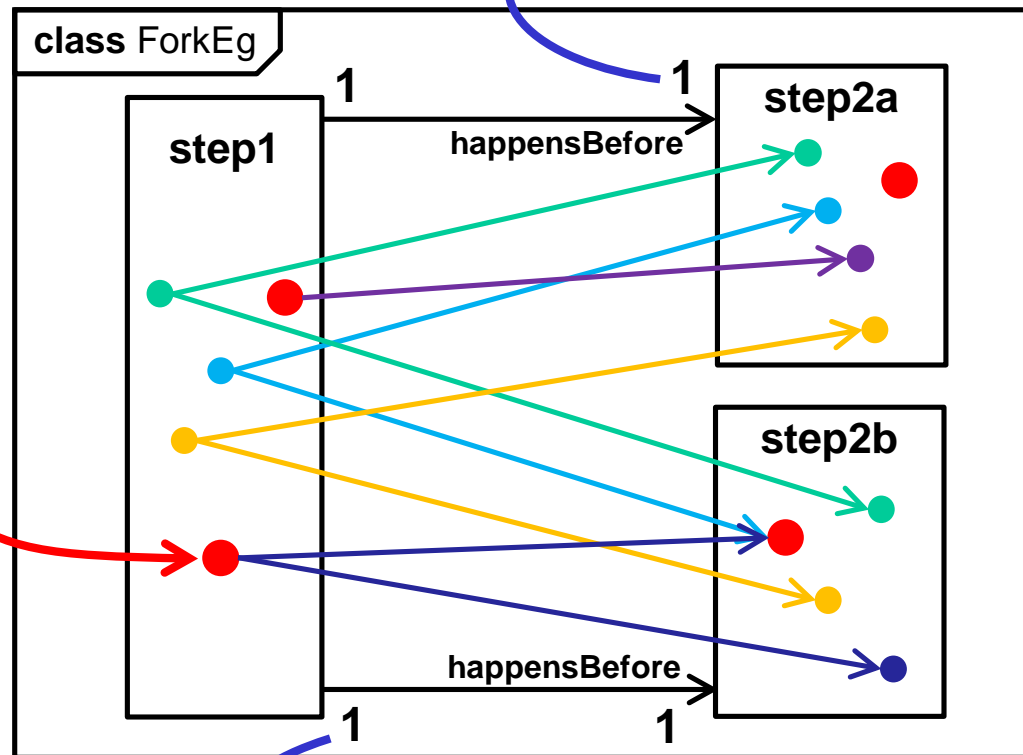 class ForkEg
1
1
step2a
step1
happensBefore
step2b
happensBefore
1
1